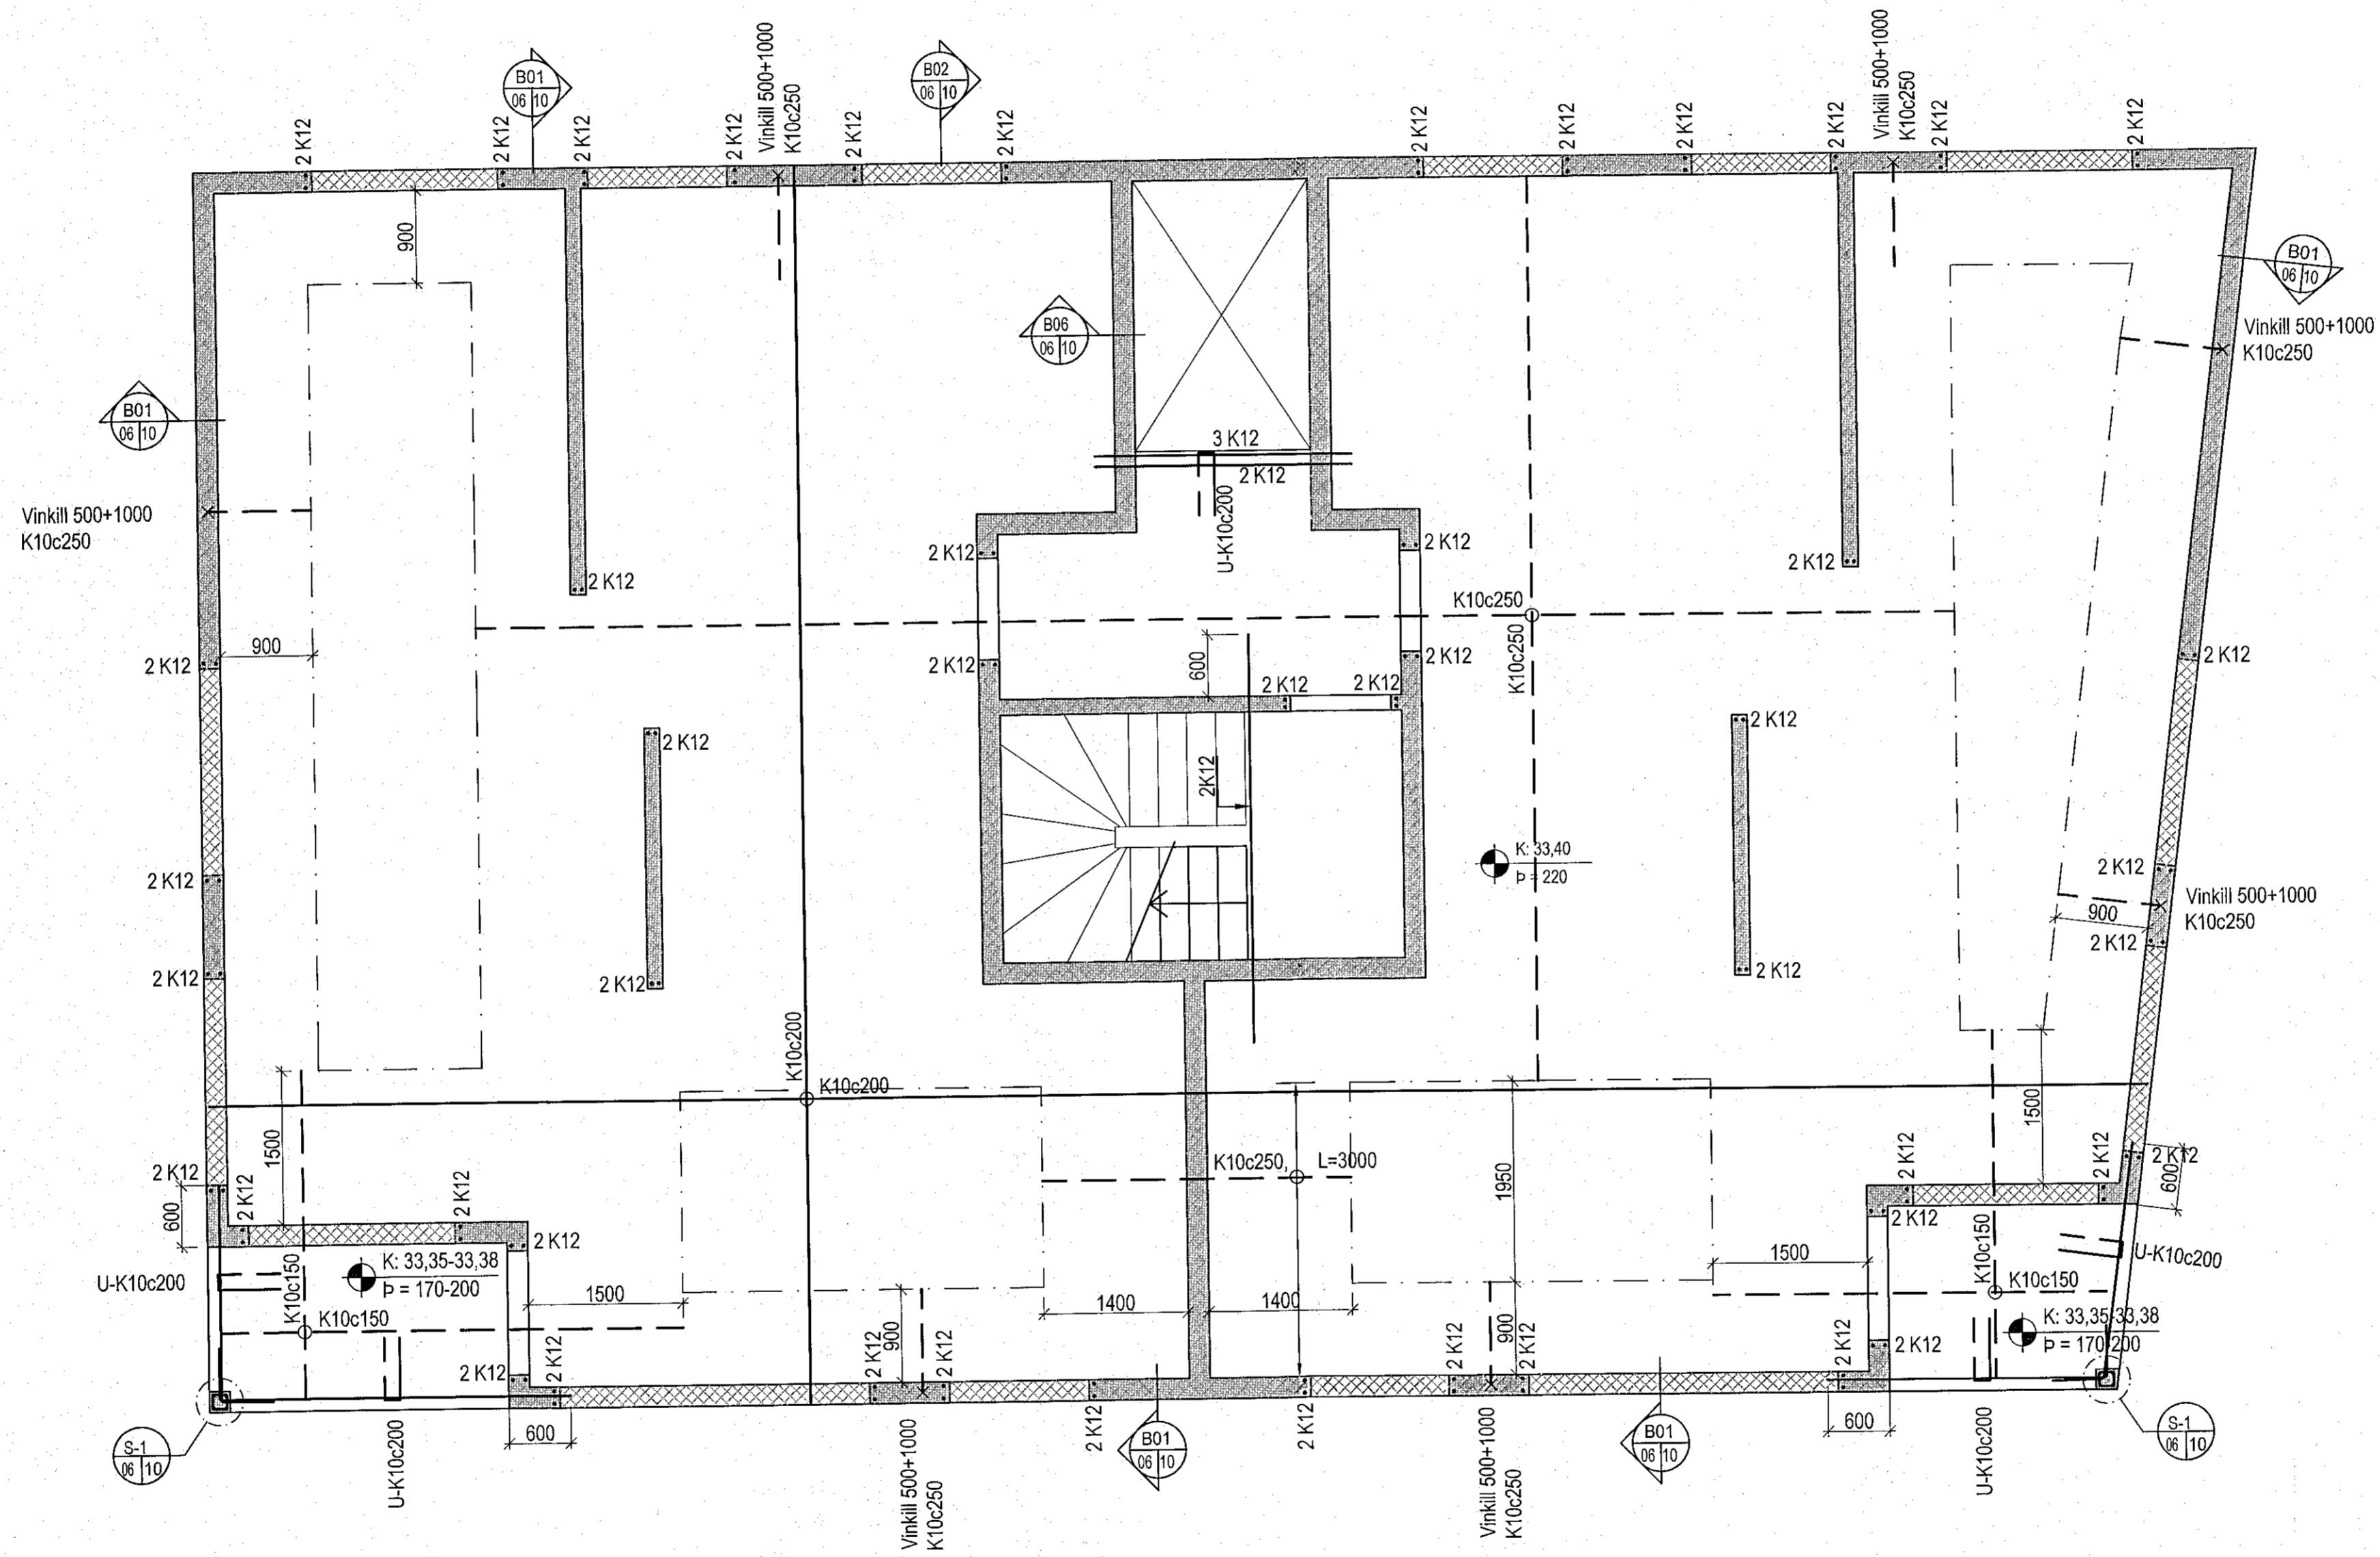 Vinkill 500+1000
K10c250
Vinkill 500+1000
K10c250
B01
06 10
B02
06 10
2 K12
2 K12
2 K12
2 K12
2 K12
2 K12
2 K12
2 K12
2 K12
2 K12
2 K12
2 K12
900
B01
06 10
Vinkill 500+1000
K10c250
B06
06 10
B01
06 10
3 K12
2 K12
U-K10c200
Vinkill 500+1000
K10c250
2 K12
2 K12
2 K12
2 K12
K10c250
K10c250
900
2 K12
2 K12
2 K12
2 K12
600
2 K12
2 K12
2 K12
2 K12
2K12
K: 33,40
Þ = 220
2 K12
2 K12
Vinkill 500+1000
K10c250
900
2 K12
2 K12
2 K12
2 K12
K10c200
K10c200
1500
1500
K10c250, L=3000
1950
2 K12
2 K12
2 K12
2 K12
2 K12
2 K12
600
600
2 K12
2 K12
K: 33,35-33,38
Þ = 170-200
U-K10c200
K10c150
K10c150
1500
1400
1400
1500
K10c150
K10c150
U-K10c200
K: 33,35-33,38
Þ = 170-200
900
900
2 K12
2 K12
2 K12
2 K12
2 K12
2 K12
2 K12
2 K12
2 K12
2 K12
600
600
S-1
06 10
U-K10c200
Vinkill 500+1000
K10c250
B01
06 10
Vinkill 500+1000
K10c250
B01
06 10
U-K10c200
S-1
06 10